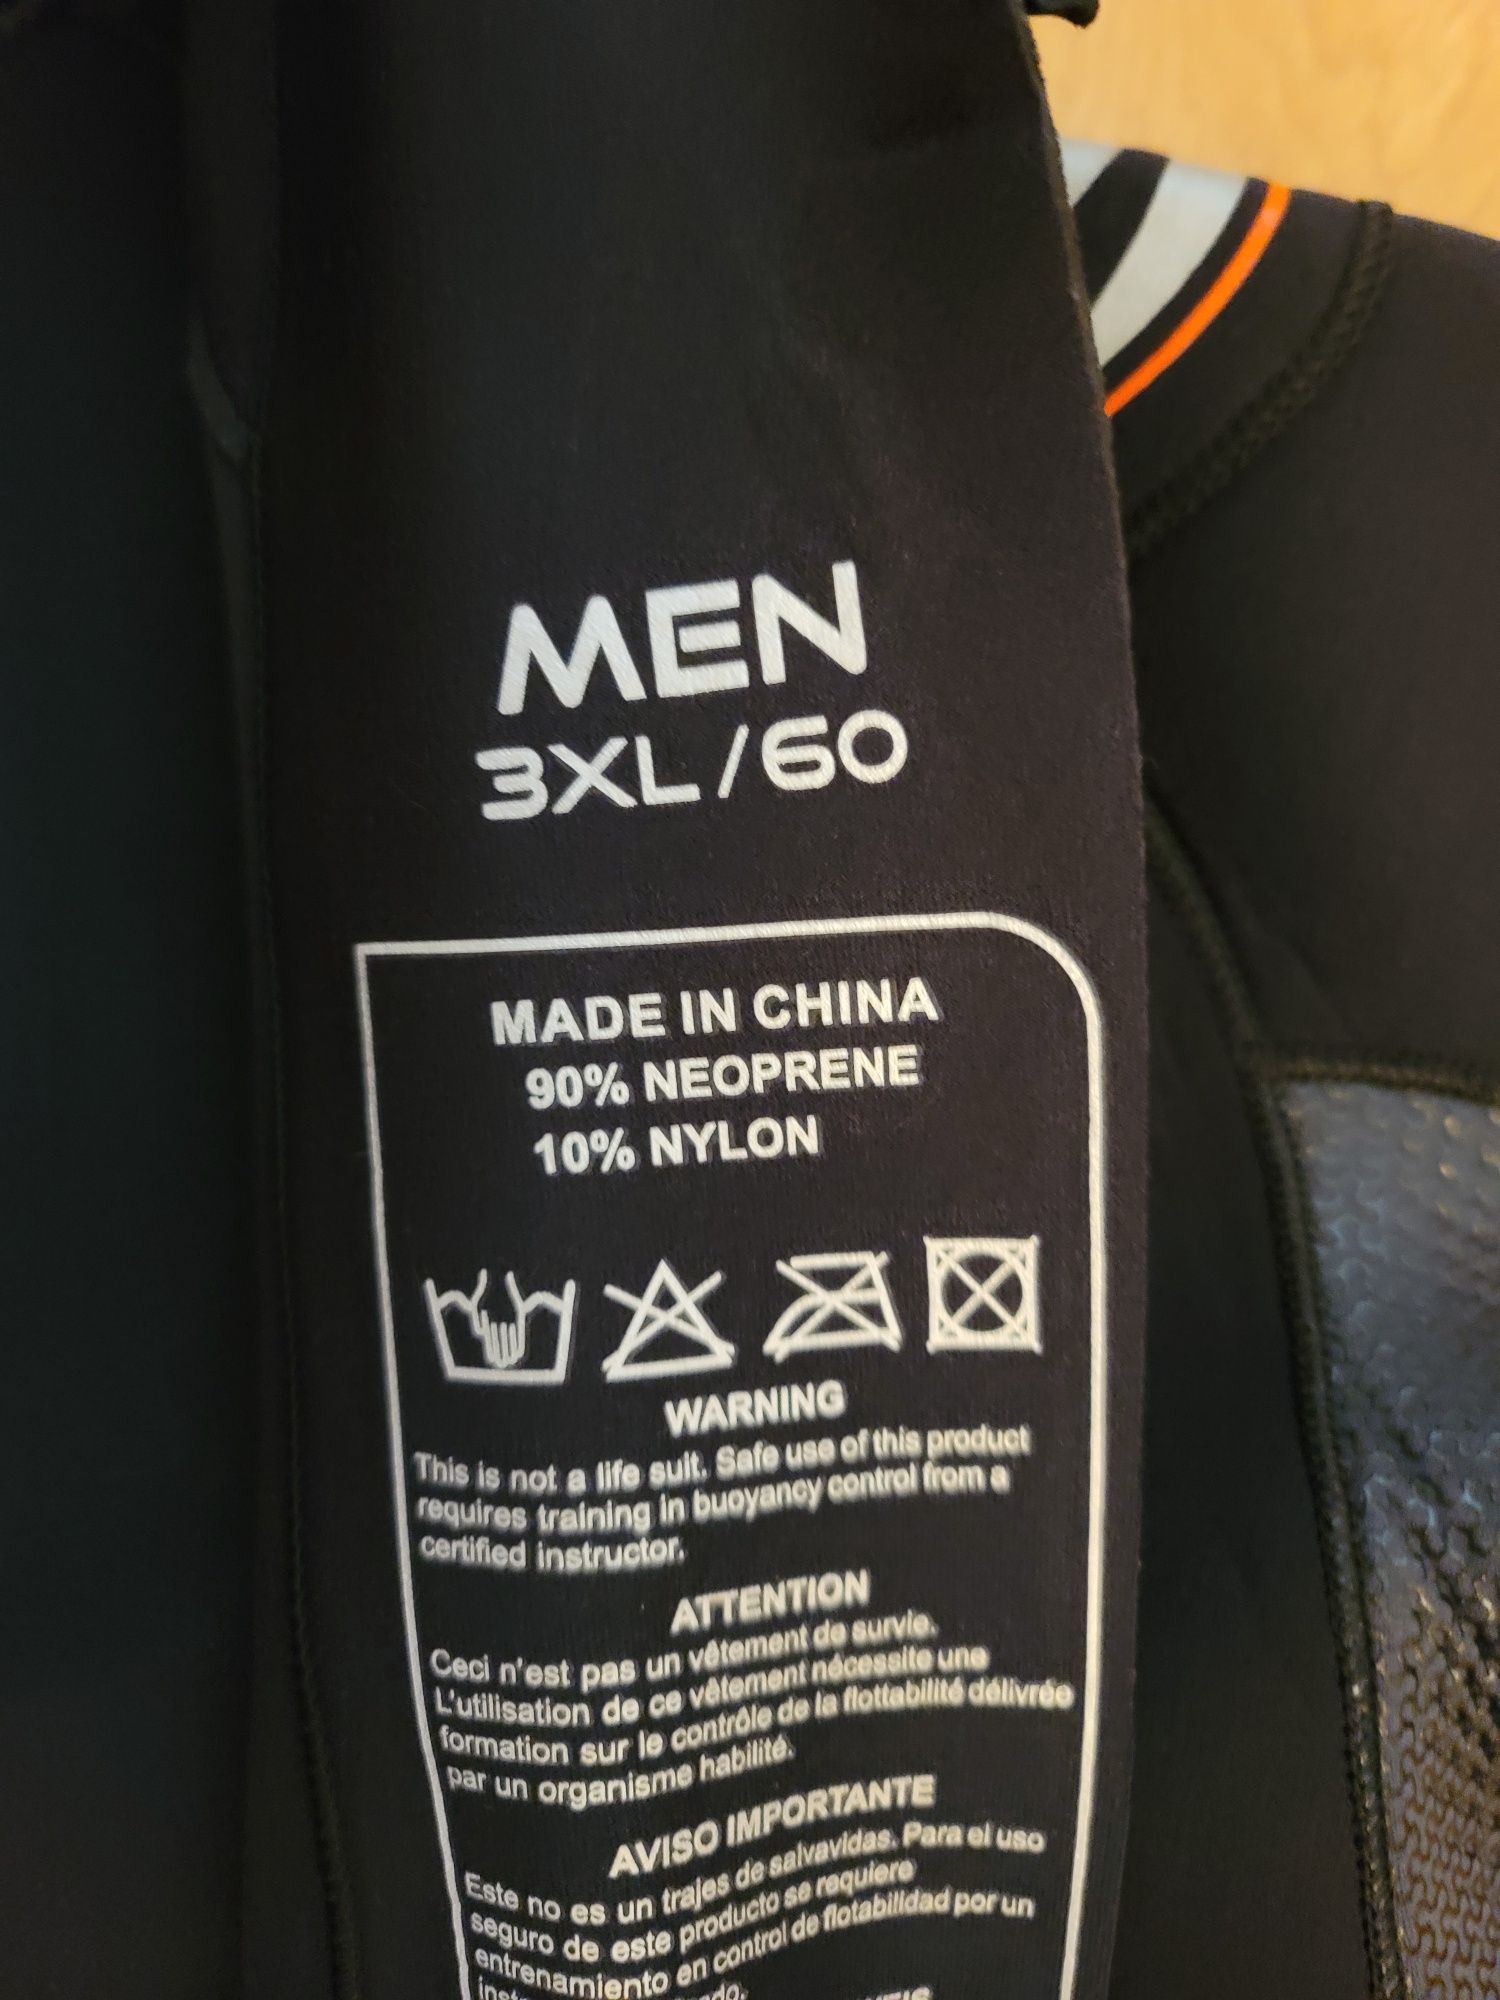 MEN
3XL/60
MADE IN CHINA
90% NEOPRENE
10% NYLON
WARNING
This is not a life suit. Safe use of this product
requires training in buoyancy control from a
certified instructor.
ATTENTION
Ceci n'est pas un vêtement de survie.
L'utilisation de ce vêtement nécessite une
formation sur le contrôle de la flottabilité délivrée
par un organisme habilité.
AVISO IMPORTANTE
Este no es un trajes de salvavidas. Para el uso
seguro de este producto se requiere
entrenamiento en control de flotabilidad por un